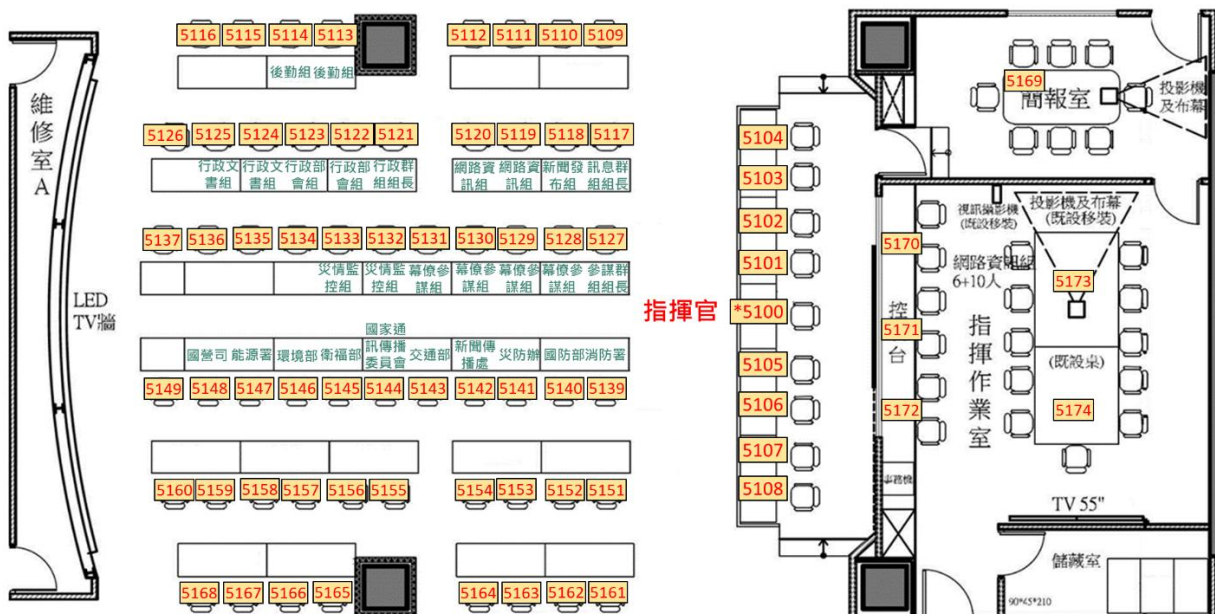 5116 5115 5114 5113 5112 5111 5110 5109
後勤組 後勤組
維修室A
5126 5125 5124 5123 5122 5121 5120 5119 5118 5117
行政文書組 行政文書組 行政部會組 行政部會組 行政群組組長 網路資訊組 網路資訊組 新聞發布組 訊息群組組長
5137 5136 5135 5134 5133 5132 5131 5130 5129 5128 5127
災情監控組 災情監控組 幕僚參謀組 幕僚參謀組 幕僚參謀組 幕僚參謀組 參謀群組組長
LED
TV牆
國營司 能源署 環境部 衛福部 國家通訊傳播委員會 交通部 新聞傳播處 災防辦 國防部 消防署
5149 5148 5147 5146 5145 5144 5143 5142 5141 5140 5139
5160 5159 5158 5157 5156 5155 5154 5153 5152 5151
5168 5167 5166 5165 5164 5163 5162 5161
指揮官
5104
5103
5102
5101
*5100
5105
5106
5107
5108
5169
簡報室
投影機
及布幕
視訊攝影機
(既設移裝)
投影機及布幕
(既設移裝)
5170
網路資訊組
6+10人
5173
控台
5171
指揮作業室
(既設桌)
5172
5174
事務機
TV 55"
儲藏室
90*45*210